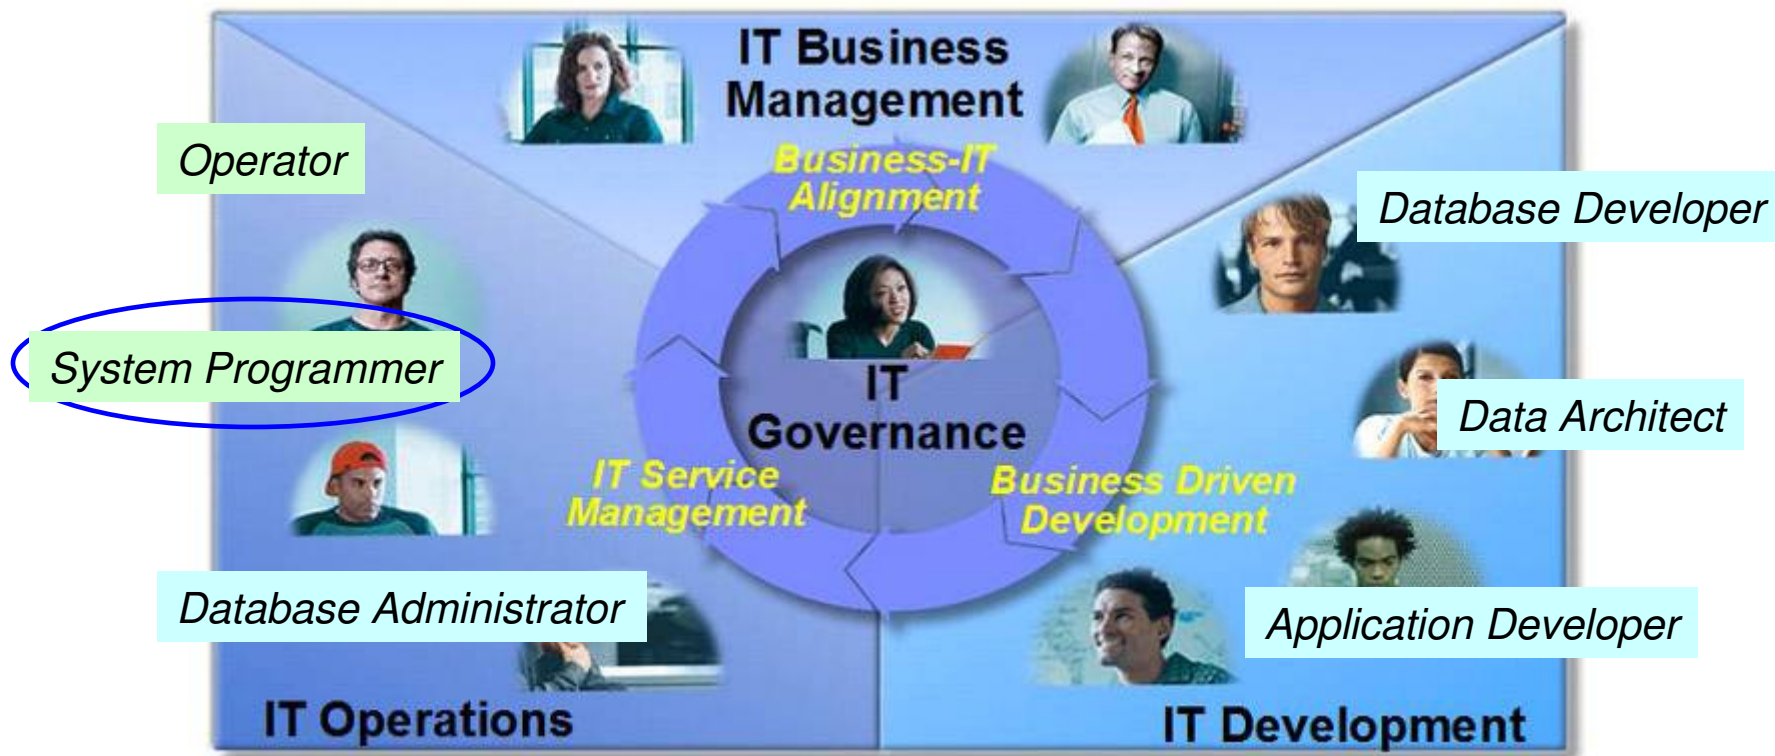 IT Business
Management
Operator
Business-IT
Alignment
Database Developer
System Programmer
IT
Governance
Data Architect
IT Service
Management
Business Driven
Development
Database Administrator
Application Developer
IT Operations
IT Development